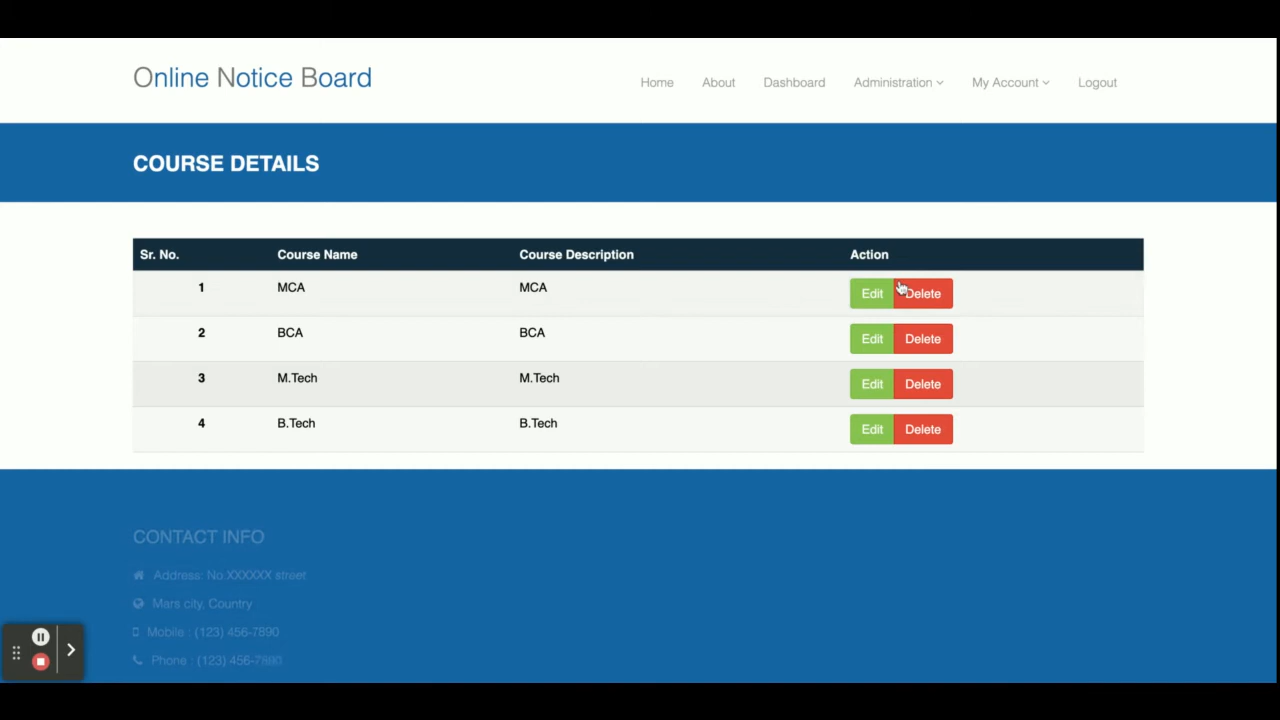 Online Notice Board
Home About Dashboard Administration My Account Logout
COURSE DETAILS
Sr. No. Course Name Course Description Action
1 MCA MCA Edit Delete
2 BCA BCA Edit Delete
3 M.Tech M.Tech Edit Delete
4 B.Tech B.Tech Edit Delete
CONTACT INFO
Address: No.XXXXXX street
Mars city, Country
Mobile : (123) 456-7890
Phone : (123) 456-7890